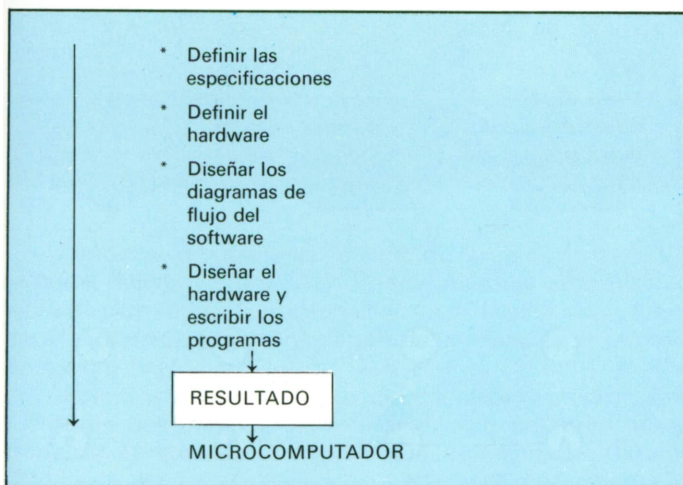 * Definir las
especificaciones
* Definir el
hardware
* Diseñar los
diagramas de
flujo del
software
* Diseñar el
hardware y
escribir los
programas
RESULTADO
MICROCOMPUTADOR